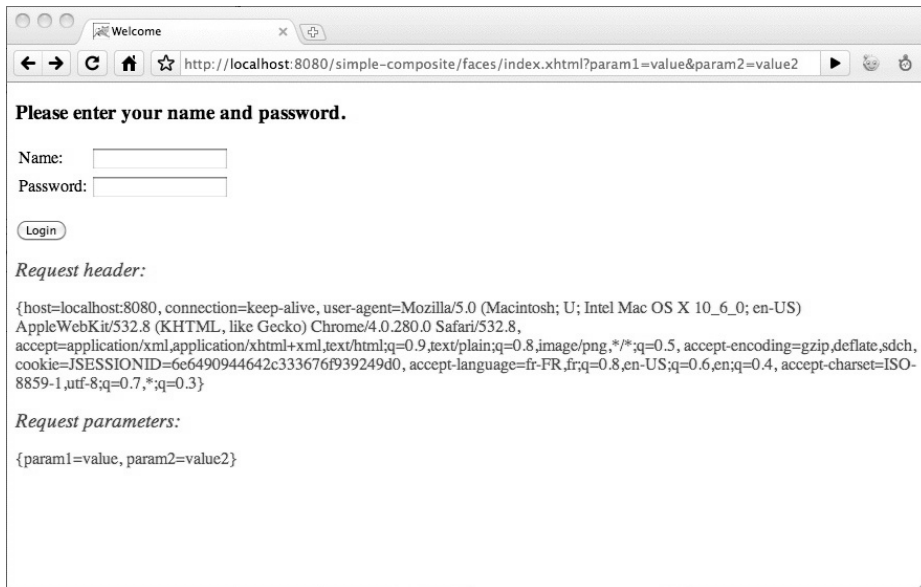 Welcome
http://localhost:8080/simple-composite/faces/index.xhtml?param1=value&param2=value2
Please enter your name and password.
Name:
Password:
Login
Request header:
{host=localhost:8080, connection=keep-alive, user-agent=Mozilla/5.0 (Macintosh; U; Intel Mac OS X 10_6_0; en-US)
AppleWebKit/532.8 (KHTML, like Gecko) Chrome/4.0.280.0 Safari/532.8,
accept=application/xml,application/xhtml+xml,text/html;q=0.9,text/plain;q=0.8,image/png,*/*;q=0.5, accept-encoding=gzip,deflate,sdch,
cookie=JSESSIONID=6e6490944642c333676f939249d0, accept-language=fr-FR,fr;q=0.8,en-US;q=0.6,en;q=0.4, accept-charset=ISO-
8859-1,utf-8;q=0.7,*;q=0.3}
Request parameters:
{param1=value, param2=value2}